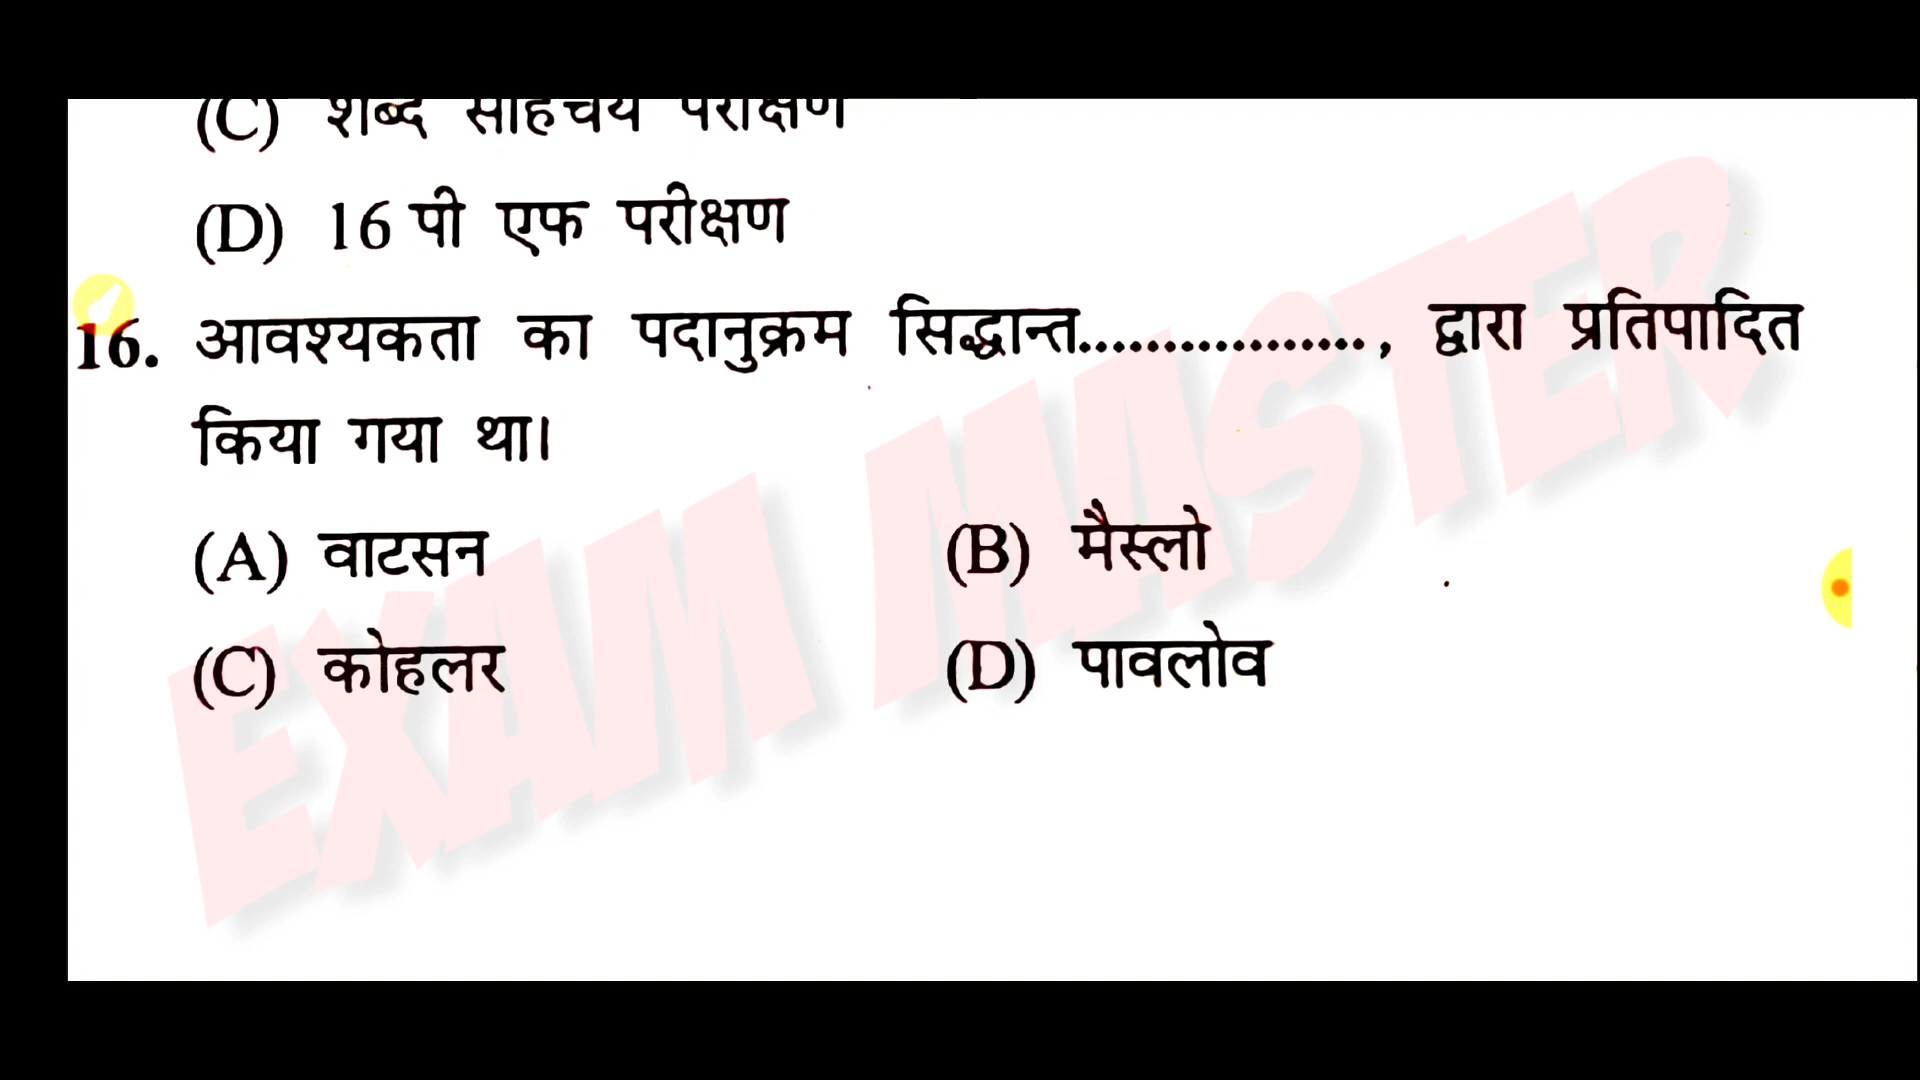 (C) शब्द साहचर्य परीक्षण
(D) 16 पी एफ परीक्षण
16. आवश्यकता का पदानुक्रम सिद्धान्त................., द्वारा प्रतिपादित
किया गया था।
(A) वाटसन (B) मैस्लो
(C) कोहलर (D) पावलोव
EXAM MASTER